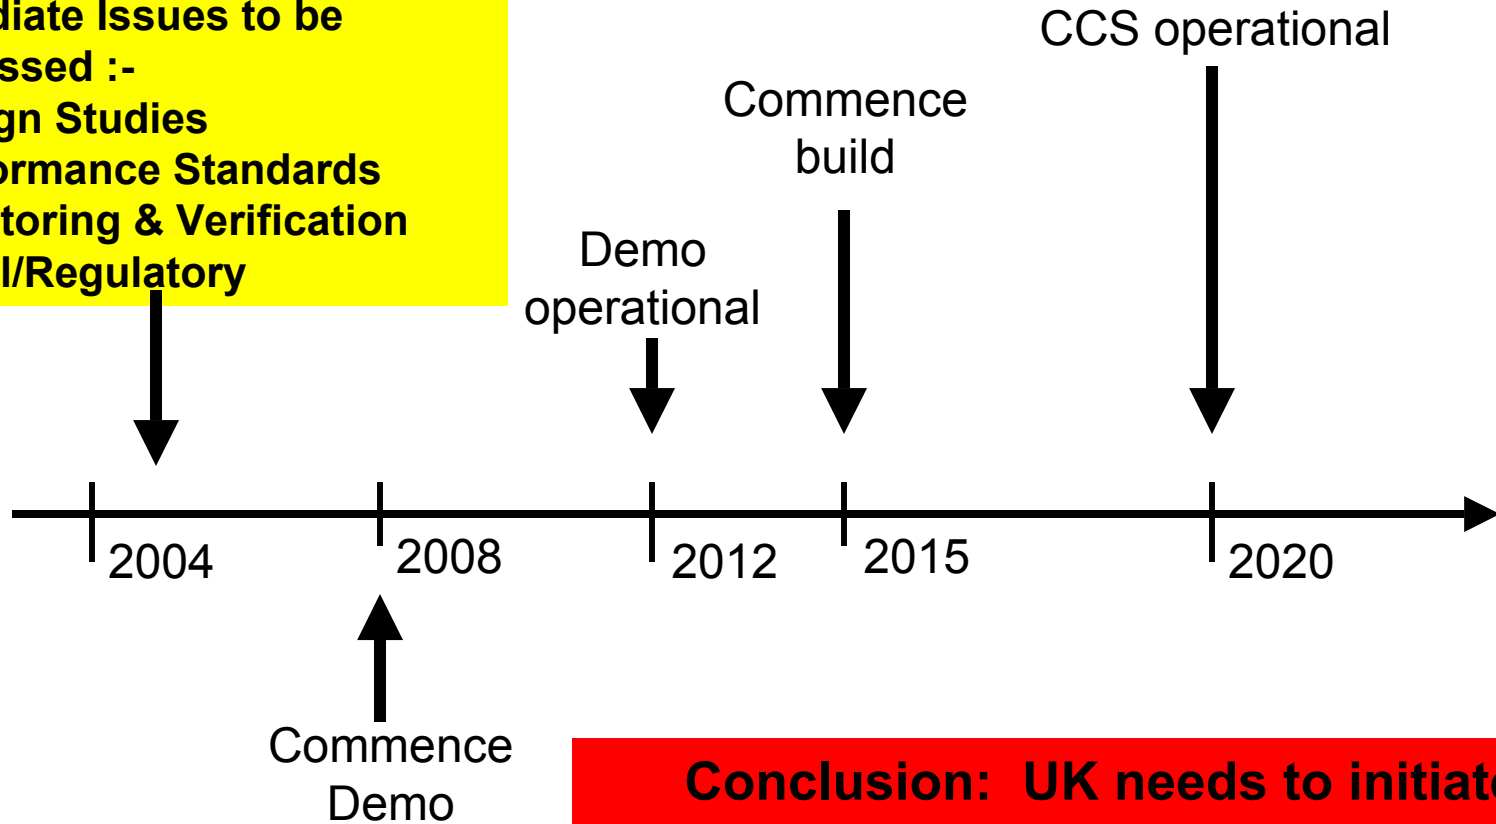 diate Issues to be
ssed :-
gn Studies
ormance Standards
toring & Verification
l/Regulatory
CCS operational
Commence
build
Demo
operational
2004
2008
2012
2015
2020
Commence
Demo
Conclusion: UK needs to initiate